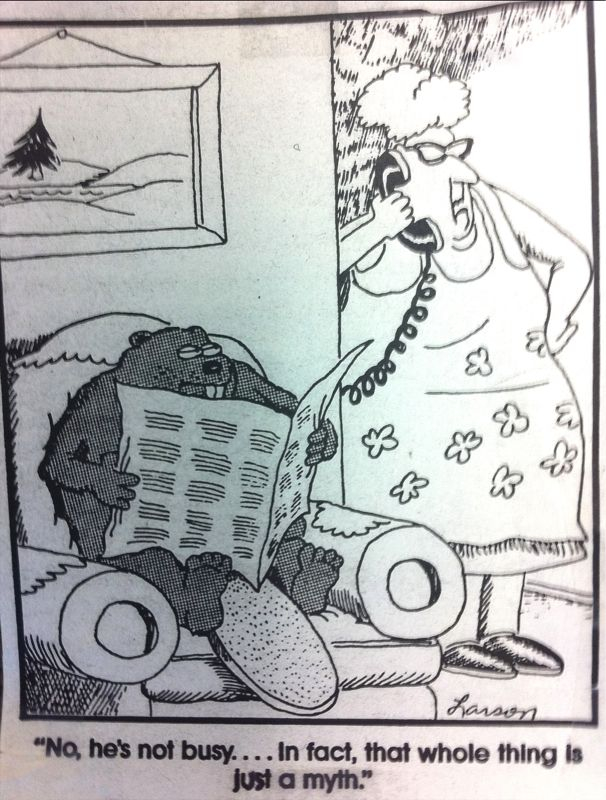 Larson
"No, he's not busy.... In fact, that whole thing is
just a myth."